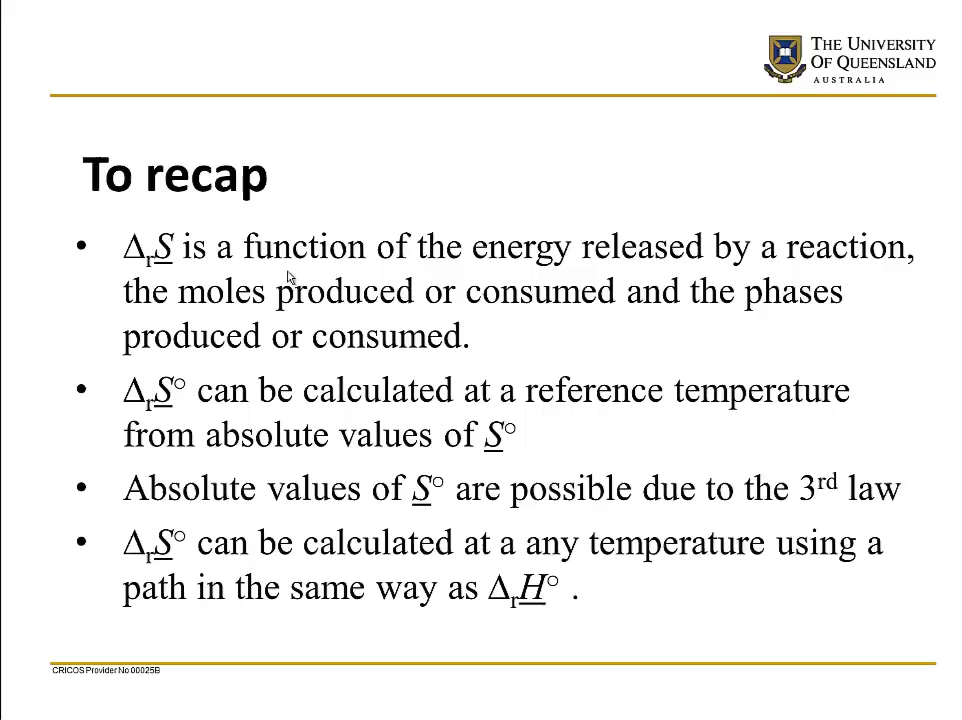 THE UNIVERSITY
OF QUEENSLAND
AUSTRALIA
To recap
• ΔrS is a function of the energy released by a reaction,
the moles produced or consumed and the phases
produced or consumed.
• ΔrS° can be calculated at a reference temperature
from absolute values of S°
• Absolute values of S° are possible due to the 3rd law
• ΔrS° can be calculated at a any temperature using a
path in the same way as ΔrH° .
CRICOS Provider No 00025B